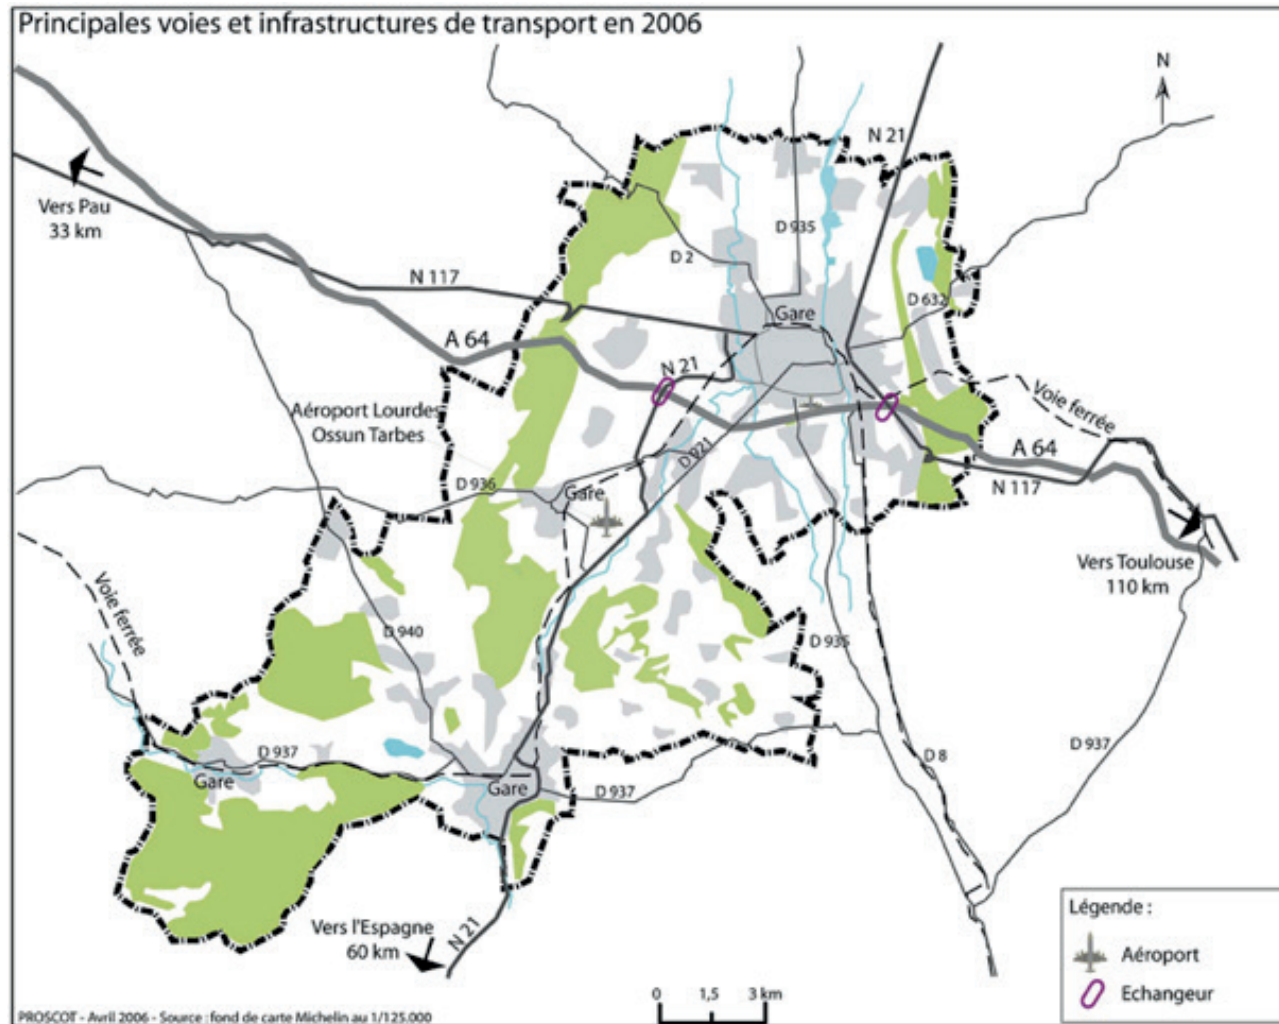 Principales voies et infrastructures de transport en 2006
N
N 21
Vers Pau
33 km
D 935
D 2
N 117
D 632
Gare
A 64
N 21
Voie ferrée
Aéroport Lourdes
Ossun Tarbes
D 921
A 64
D 936
Gare
N 117
Vers Toulouse
110 km
Voie ferrée
D 940
D 935
D 937
D 8
D 937
Gare
Gare
D 937
Légende :
Vers l'Espagne
60 km
N 21
Aéroport
Echangeur
0 1,5 3 km
PROSCOT - Avril 2006 - Source : fond de carte Michelin au 1/125.000